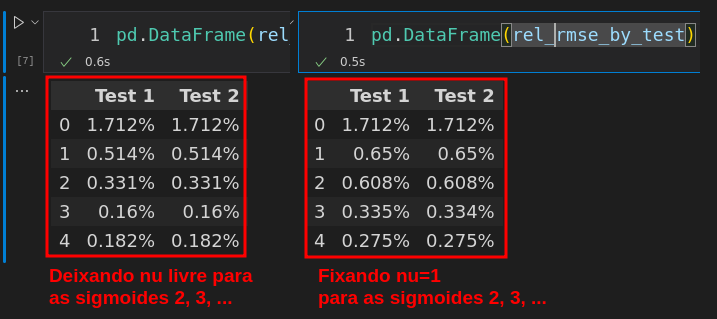 1 pd.DataFrame(rel_
[7] 0.6s
...
Test 1 Test 2
0 1.712% 1.712%
1 0.514% 0.514%
2 0.331% 0.331%
3 0.16% 0.16%
4 0.182% 0.182%
Deixando nu livre para
as sigmoides 2, 3, ...
1 pd.DataFrame(rel_rmse_by_test)
0.5s
Test 1 Test 2
0 1.712% 1.712%
1 0.65% 0.65%
2 0.608% 0.608%
3 0.335% 0.334%
4 0.275% 0.275%
Fixando nu=1
para as sigmoides 2, 3, ...